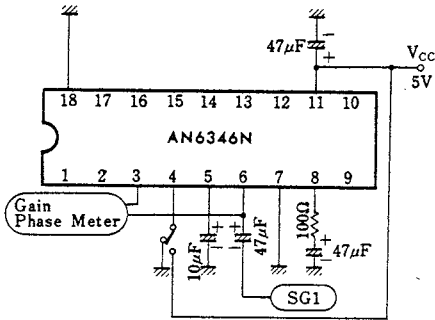 47μF
−
+
VCC
5V
18 17 16 15 14 13 12 11 10
AN6346N
1 2 3 4 5 6 7 8 9
Gain
Phase Meter
+
−
10μF
+
−
47μF
100Ω
+
−
47μF
SG1